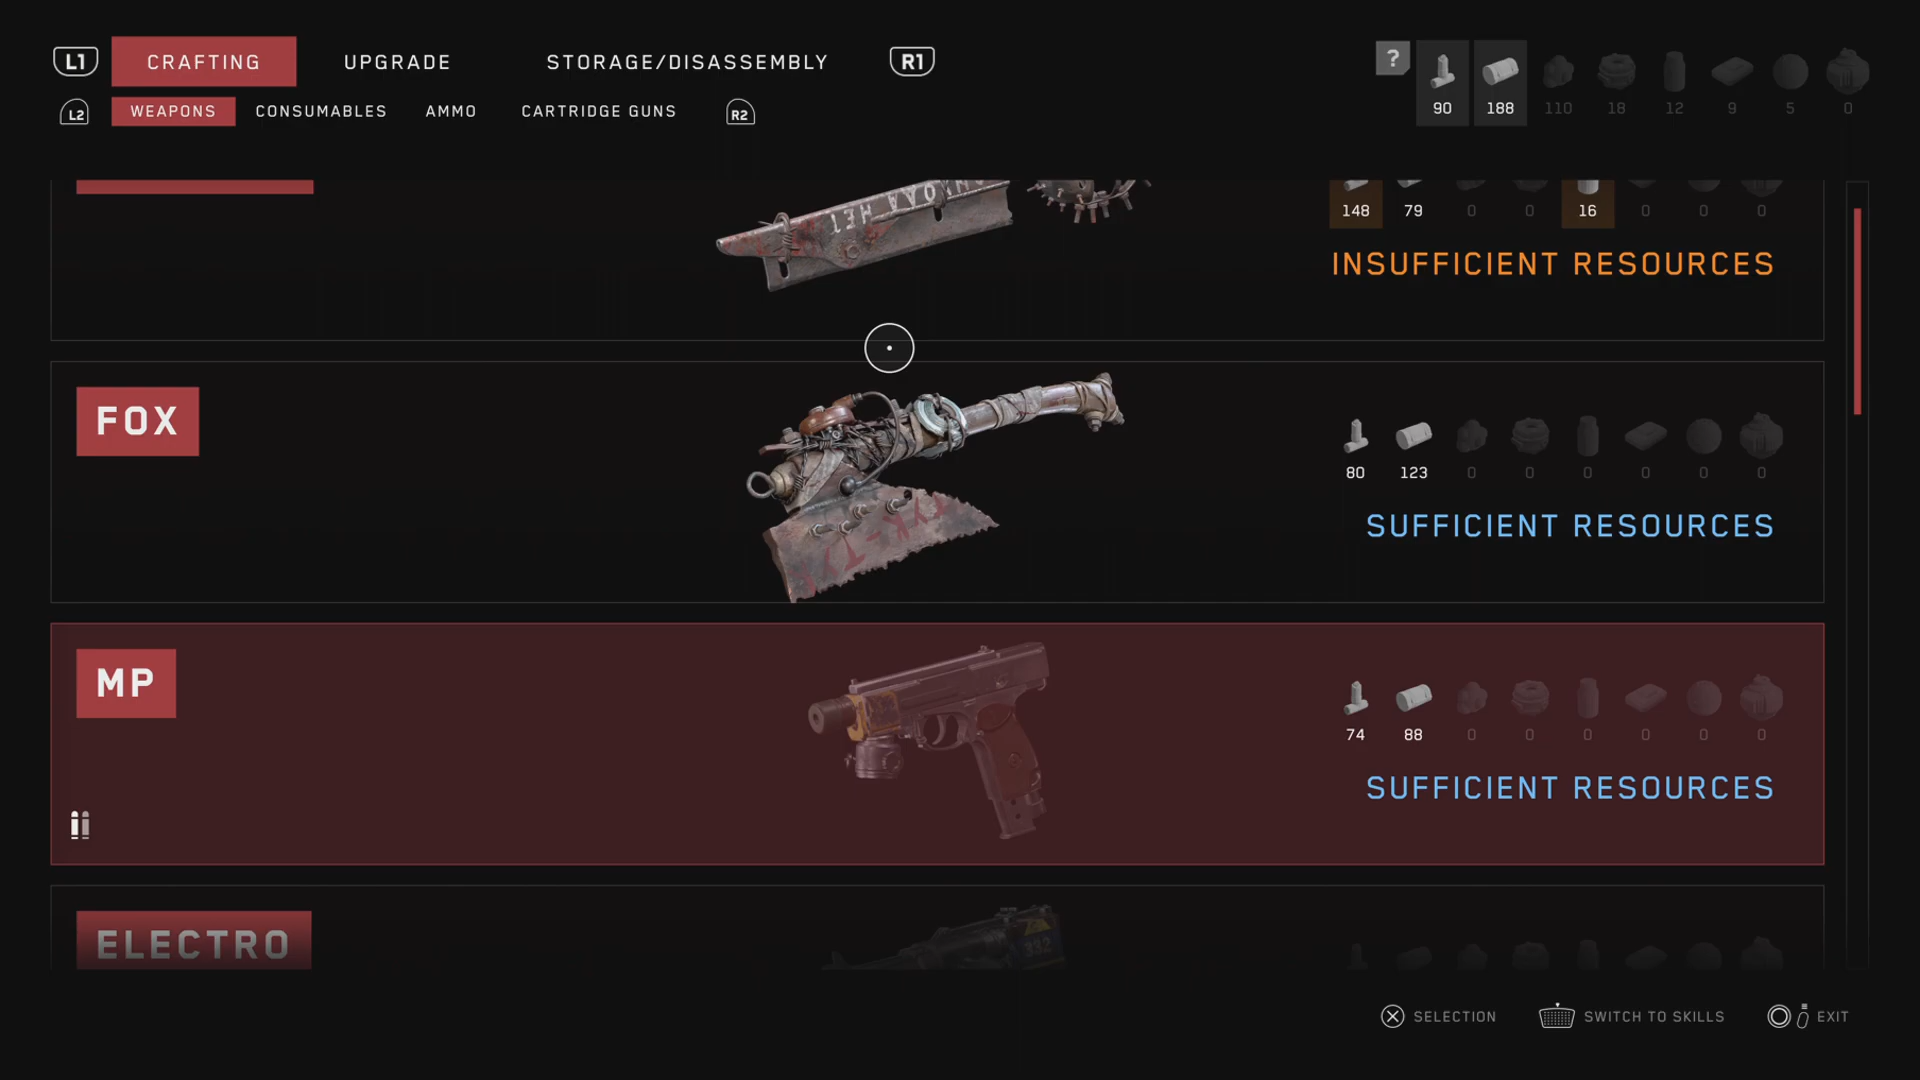 L1 CRAFTING UPGRADE STORAGE/DISASSEMBLY R1
L2 WEAPONS CONSUMABLES AMMO CARTRIDGE GUNS R2
?
90 188 110 18 12 9 5 0
148 79 0 0 16 0 0 0
INSUFFICIENT RESOURCES
FOX
80 123 0 0 0 0 0 0
SUFFICIENT RESOURCES
MP
74 88 0 0 0 0 0 0
SUFFICIENT RESOURCES
ELECTRO
332
SELECTION SWITCH TO SKILLS EXIT